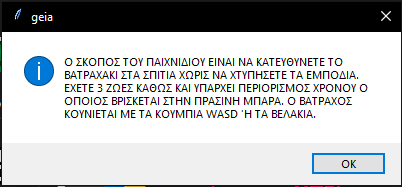 geia
Ο ΣΚΟΠΟΣ ΤΟΥ ΠΑΙΧΝΙΔΙΟΥ ΕΙΝΑΙ ΝΑ ΚΑΤΕΥΘΥΝΕΤΕ ΤΟ
ΒΑΤΡΑΧΑΚΙ ΣΤΑ ΣΠΙΤΙΑ ΧΩΡΙΣ ΝΑ ΧΤΥΠΗΣΕΤΕ ΤΑ ΕΜΠΟΔΙΑ.
ΕΧΕΤΕ 3 ΖΩΕΣ ΚΑΘΩΣ ΚΑΙ ΥΠΑΡΧΕΙ ΠΕΡΙΟΡΙΣΜΟΣ ΧΡΟΝΟΥ Ο
ΟΠΟΙΟΣ ΒΡΙΣΚΕΤΑΙ ΣΤΗΝ ΠΡΑΣΙΝΗ ΜΠΑΡΑ. Ο ΒΑΤΡΑΧΟΣ
ΚΟΥΝΙΕΤΑΙ ΜΕ ΤΑ ΚΟΥΜΠΙΑ WASD Ή ΤΑ ΒΕΛΑΚΙΑ.
OK